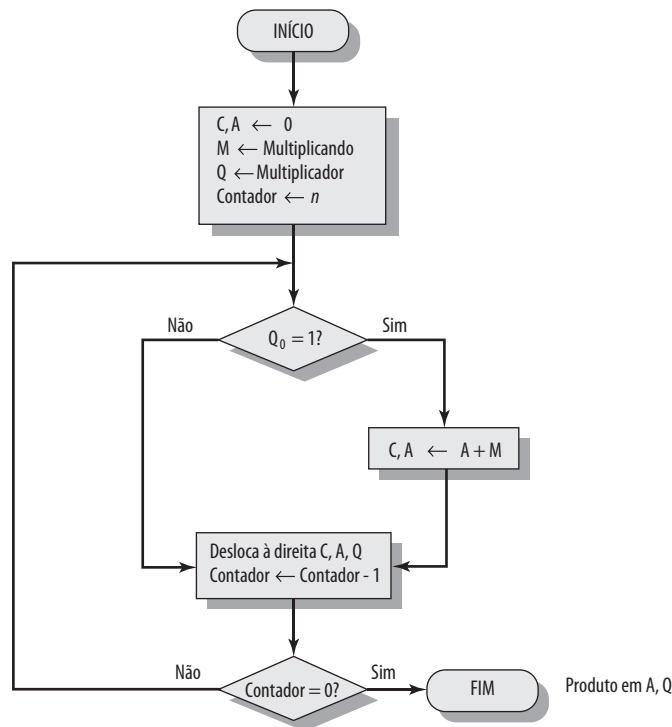 INÍCIO
C, A ← 0
M ← Multiplicando
Q ← Multiplicador
Contador ← n
Não
Sim
Q₀ = 1?
C, A ← A + M
Desloca à direita C, A, Q
Contador ← Contador - 1
Não
Sim
Contador = 0?
FIM
Produto em A, Q